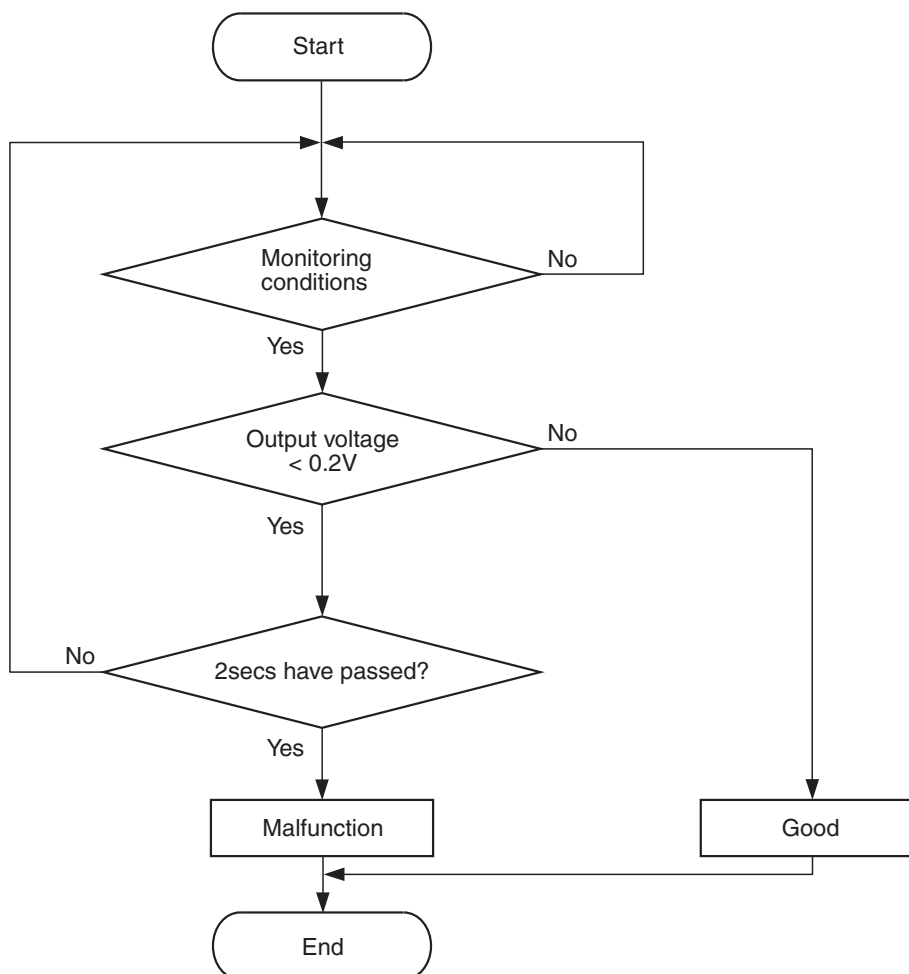 Start
Monitoring
conditions
No
Yes
Output voltage
< 0.2V
No
Yes
2secs have passed?
No
Yes
Malfunction
Good
End